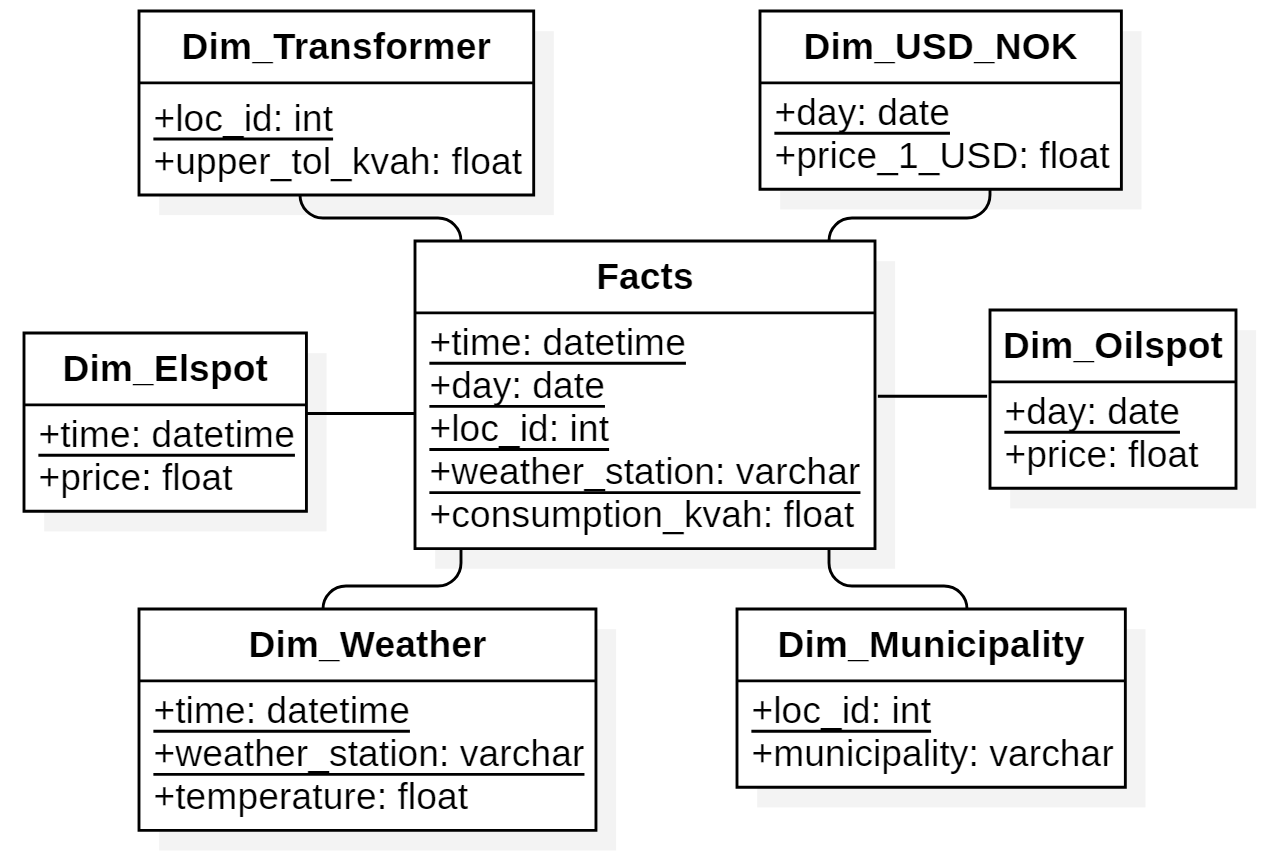 Dim_Transformer
+loc_id: int
+upper_tol_kvah: float
Dim_USD_NOK
+day: date
+price_1_USD: float
Facts
+time: datetime
+day: date
+loc_id: int
+weather_station: varchar
+consumption_kvah: float
Dim_Elspot
+time: datetime
+price: float
Dim_Oilspot
+day: date
+price: float
Dim_Weather
+time: datetime
+weather_station: varchar
+temperature: float
Dim_Municipality
+loc_id: int
+municipality: varchar